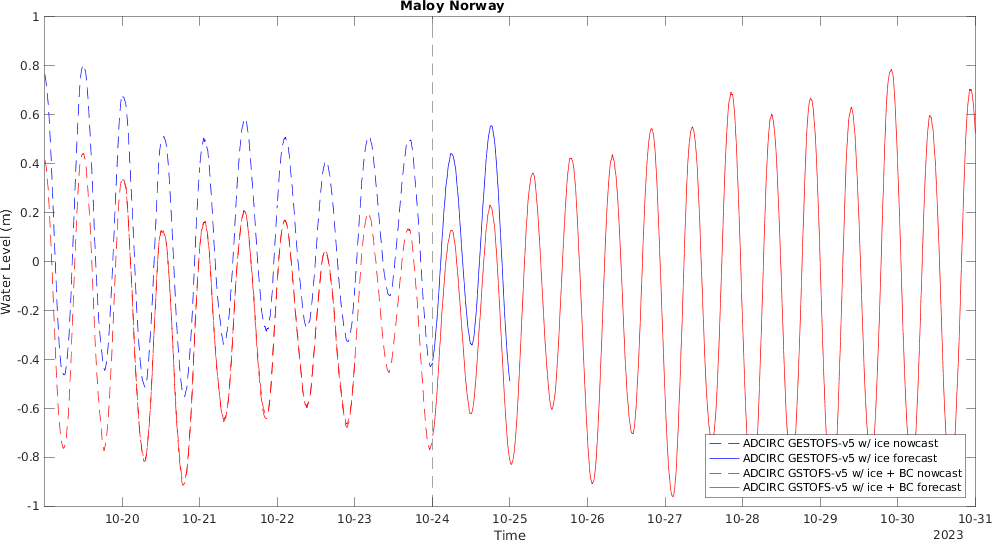 Maloy Norway
1
0.8
0.6
0.4
0.2
0
-0.2
-0.4
-0.6
-0.8
-1
Water Level (m)
ADCIRC GESTOFS-v5 w/ ice nowcast
ADCIRC GESTOFS-v5 w/ ice forecast
ADCIRC GSTOFS-v5 w/ ice + BC nowcast
ADCIRC GSTOFS-v5 w/ ice + BC forecast
10-20 10-21 10-22 10-23 10-24 10-25 10-26 10-27 10-28 10-29 10-30 10-31
Time
2023